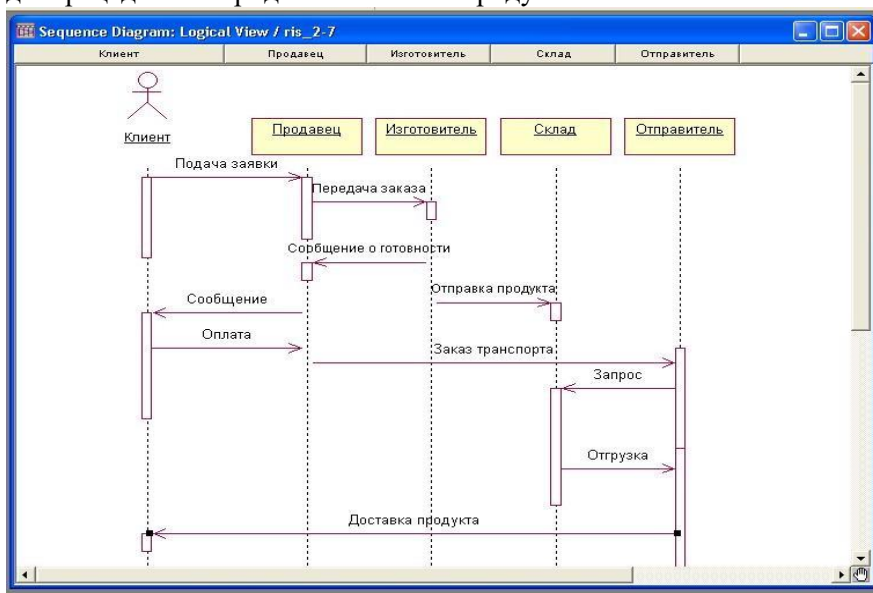 Sequence Diagram: Logical View / ris_2-7
Клиент Продавец Изготовитель Склад Отправитель
Клиент
Продавец Изготовитель Склад Отправитель
Подача заявки
Передача заказа
Сообщение о готовности
Отправка продукта
Сообщение
Оплата
Заказ транспорта
Запрос
Отгрузка
Доставка продукта